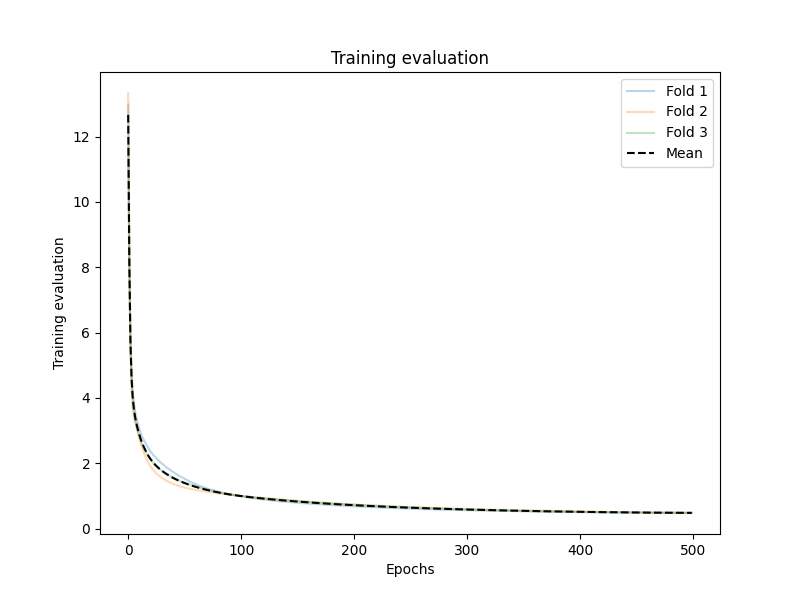 Training evaluation
Fold 1
Fold 2
Fold 3
Mean
Training evaluation
12
10
8
6
4
2
0
0 100 200 300 400 500
Epochs